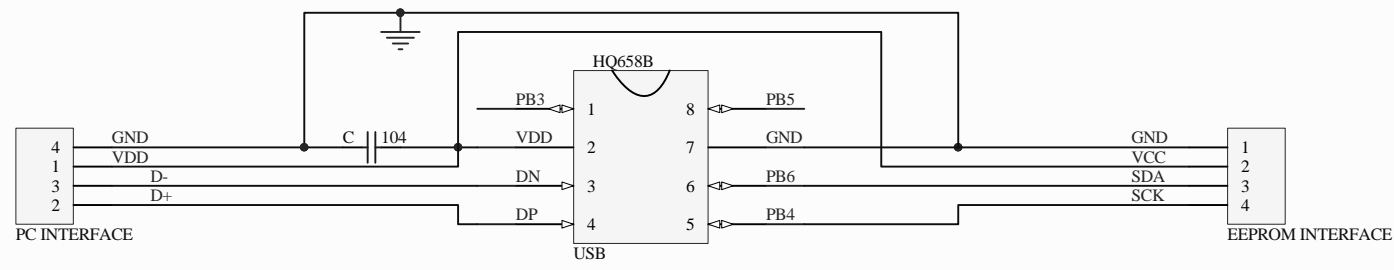 HQ658B
PB3
1
8
PB5
GND
C
104
VDD
GND
GND
4
2
7
1
VDD
VCC
1
2
D-
DN
PB6
SDA
3
3
6
3
D+
SCK
2
DP
4
5
PB4
4
PC INTERFACE
USB
EEPROM INTERFACE